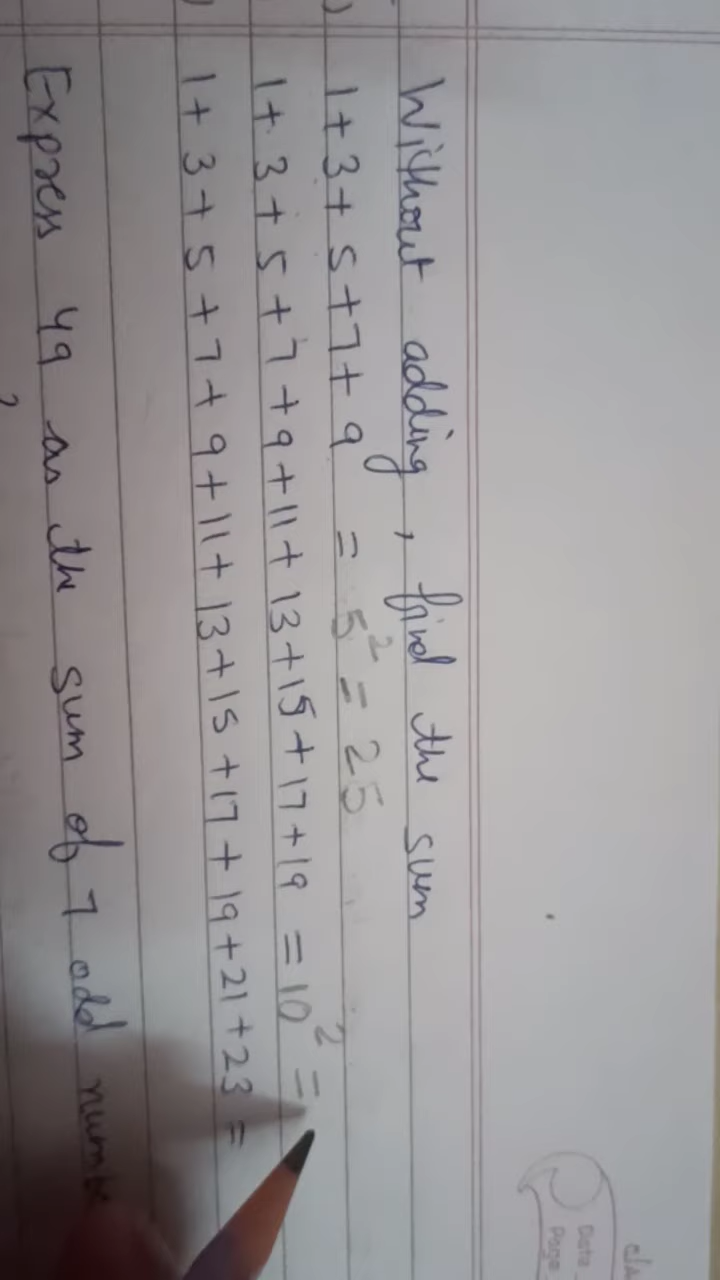 Date
Page
Without adding, find the sum
) 1 + 3 + 5 + 7 + 9 = 5² = 25
1 + 3 + 5 + 7 + 9 + 11 + 13 + 15 + 17 + 19 = 10² =
) 1 + 3 + 5 + 7 + 9 + 11 + 13 + 15 + 17 + 19 + 21 + 23 =
Express 49 as the sum of 7 odd